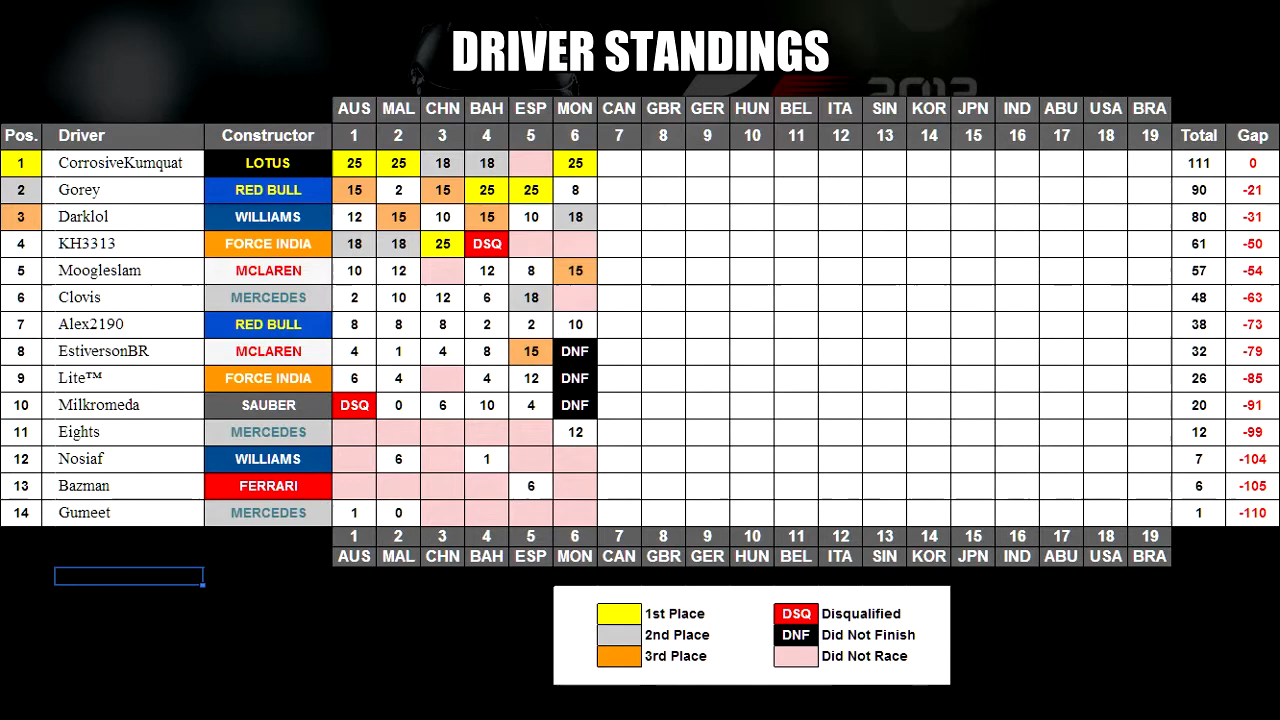 DRIVER STANDINGS
2013
AUS MAL CHN BAH ESP MON CAN GBR GER HUN BEL ITA SIN KOR JPN IND ABU USA BRA
Pos. Driver Constructor 1 2 3 4 5 6 7 8 9 10 11 12 13 14 15 16 17 18 19 Total Gap
1 CorrosiveKumquat LOTUS 25 25 18 18 25 111 0
2 Gorey RED BULL 15 2 15 25 25 8 90 -21
3 Darklol WILLIAMS 12 15 10 15 10 18 80 -31
4 KH3313 FORCE INDIA 18 18 25 DSQ 61 -50
5 Moogleslam MCLAREN 10 12 12 8 15 57 -54
6 Clovis MERCEDES 2 10 12 6 18 48 -63
7 Alex2190 RED BULL 8 8 8 2 2 10 38 -73
8 EstiversonBR MCLAREN 4 1 4 8 15 DNF 32 -79
9 Lite™ FORCE INDIA 6 4 4 12 DNF 26 -85
10 Milkromeda SAUBER DSQ 0 6 10 4 DNF 20 -91
11 Eights MERCEDES 12 12 -99
12 Nosiaf WILLIAMS 6 1 7 -104
13 Bazman FERRARI 6 6 -105
14 Gumeet MERCEDES 1 0 1 -110
1 2 3 4 5 6 7 8 9 10 11 12 13 14 15 16 17 18 19
AUS MAL CHN BAH ESP MON CAN GBR GER HUN BEL ITA SIN KOR JPN IND ABU USA BRA
1st Place DSQ Disqualified
2nd Place DNF Did Not Finish
3rd Place Did Not Race